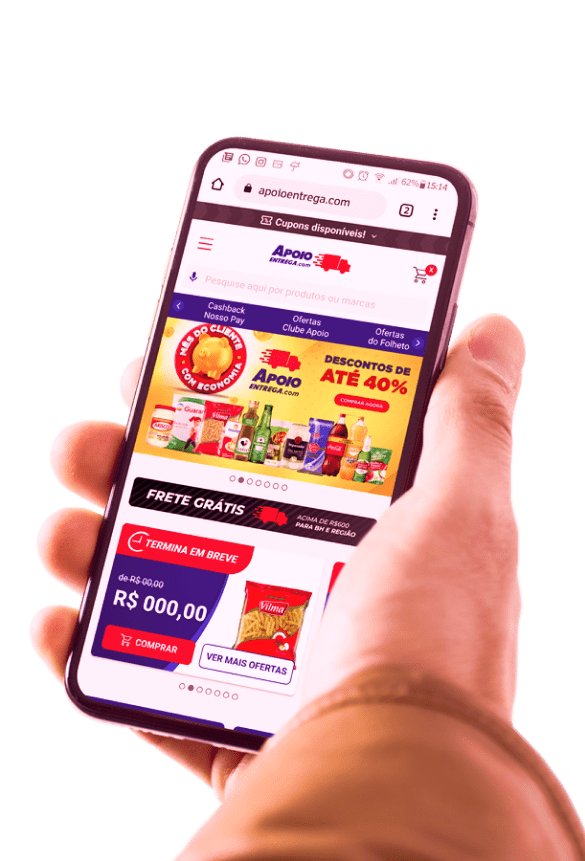 62% 15:14
apoioentrega.com
2
Cupons disponíveis!
APOIO
ENTREGA.com
X
Pesquise aqui por produtos ou marcas
Cashback
Nosso Pay
Ofertas
Clube Apoio
Ofertas
do Folheto
MÊS DO CLIENTE
COM ECONOMIA
APOIO
ENTREGA.com
DESCONTOS DE
ATÉ 40%
COMPRAR AGORA
FRETE GRÁTIS
ACIMA DE R$600
PARA BH E REGIÃO
TERMINA EM BREVE
de R$ 00,00
R$ 000,00
COMPRAR
Vilma
VER MAIS OFERTAS